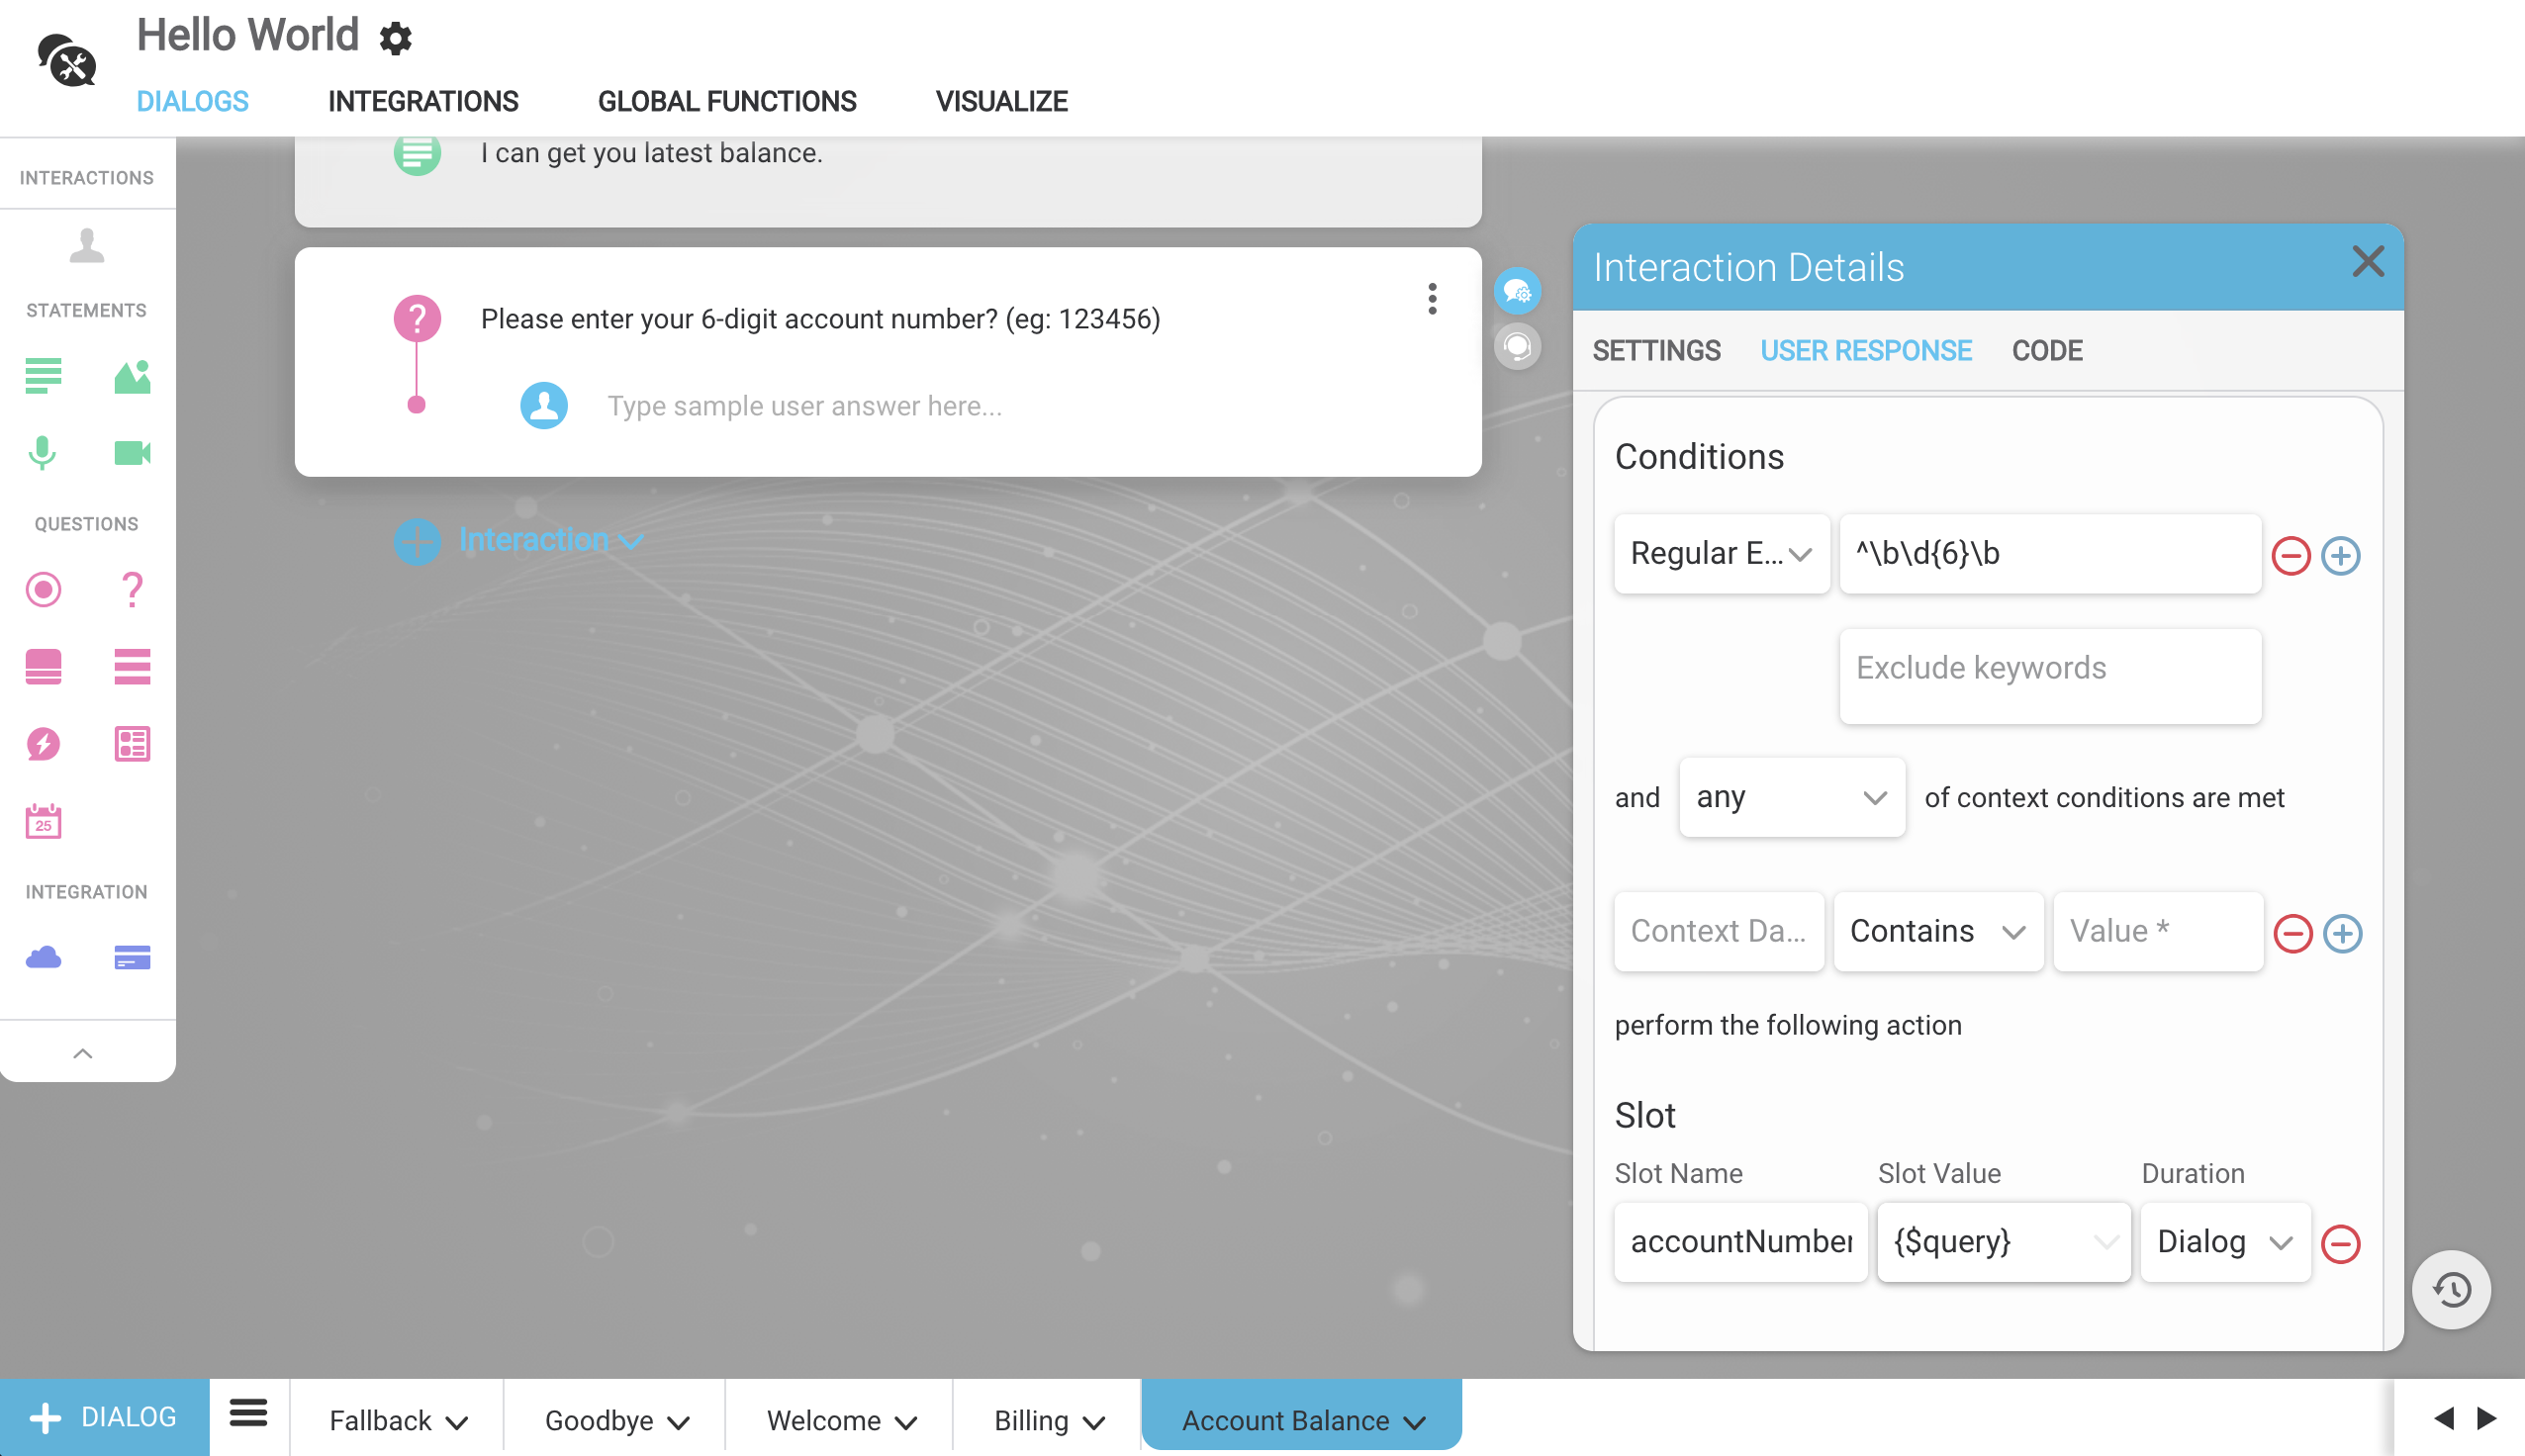 Hello World
DIALOGS INTEGRATIONS GLOBAL FUNCTIONS VISUALIZE
INTERACTIONS
STATEMENTS
QUESTIONS
25
INTEGRATION
I can get you latest balance.
? Please enter your 6-digit account number? (eg: 123456)
Type sample user answer here...
Interaction
Interaction Details
SETTINGS USER RESPONSE CODE
Conditions
Regular E... ^\b\d{6}\b
Exclude keywords
and any of context conditions are met
Context Da... Contains Value *
perform the following action
Slot
Slot Name Slot Value Duration
accountNumber {$query} Dialog
DIALOG Fallback Goodbye Welcome Billing Account Balance